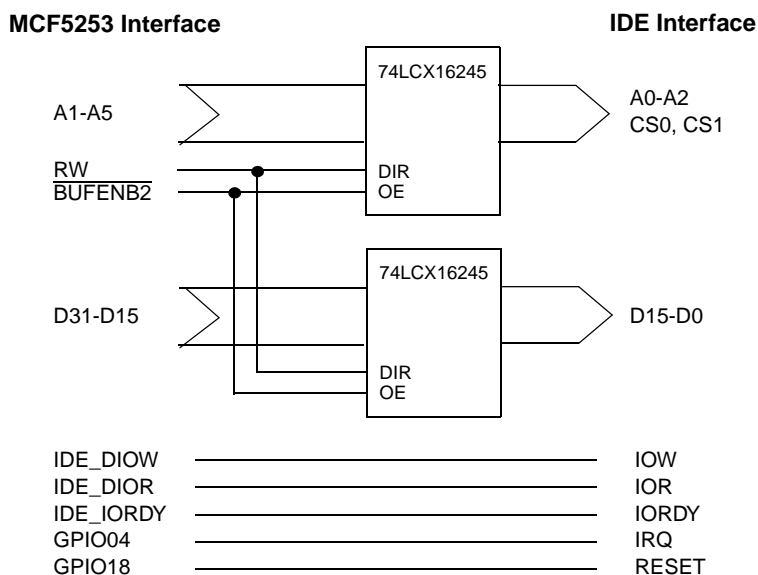 MCF5253 Interface
IDE Interface
74LCX16245
A1-A5
A0-A2
CS0, CS1
RW
DIR
BUFENB2
OE
74LCX16245
D31-D15
D15-D0
DIR
OE
IDE_DIOW
IOW
IDE_DIOR
IOR
IDE_IORDY
IORDY
GPIO04
IRQ
GPIO18
RESET